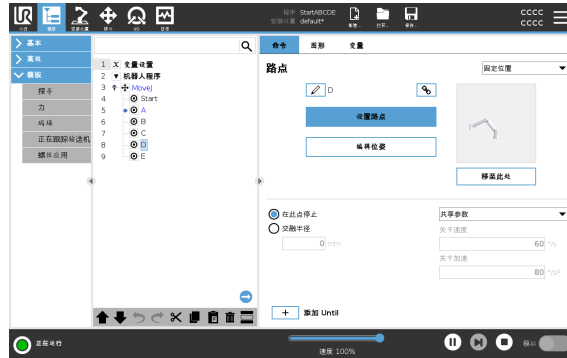 UR
运行
程序
安装设置
移动
I/O
日志
程序 StartABCDE
安装设置 default*
新建...
打开...
保存...
CCCC
CCCC
基本
高级
模板
探寻
力
码垛
正在跟踪输送机
螺丝应用
1 X 变量设置
2 机器人程序
3 MoveJ
4 Start
5 A
6 B
7 C
8 D
9 E
命令
图形
变量
路点
固定位置
D
设置路点
编辑位姿
移至此处
在此点停止
共享参数
交融半径
关节速度
0 mm
60 °/s
关节加速
80 °/s²
添加 Until
正在运行
速度 100%